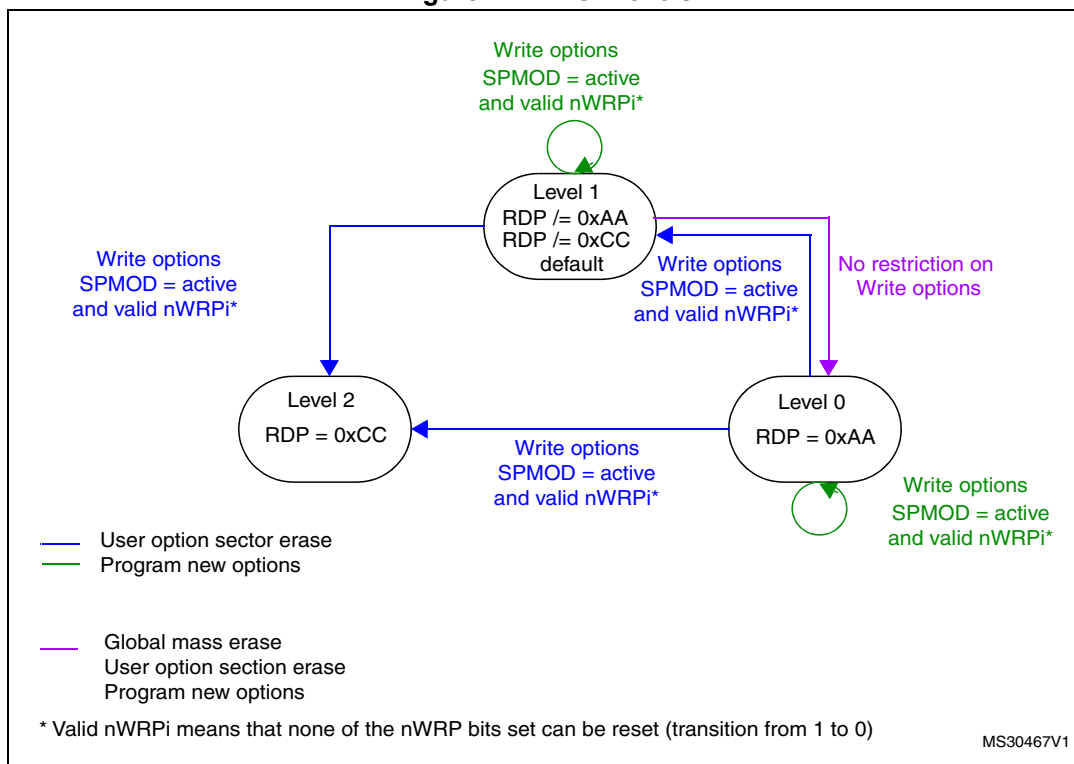 Write options
SPMOD = active
and valid nWRPi*
Level 1
RDP /= 0xAA
RDP /= 0xCC
default
Write options
SPMOD = active
and valid nWRPi*
Write options
SPMOD = active
and valid nWRPi*
No restriction on
Write options
Level 2
RDP = 0xCC
Level 0
RDP = 0xAA
Write options
SPMOD = active
and valid nWRPi*
Write options
SPMOD = active
and valid nWRPi*
User option sector erase
Program new options
Global mass erase
User option section erase
Program new options
* Valid nWRPi means that none of the nWRP bits set can be reset (transition from 1 to 0)
MS30467V1